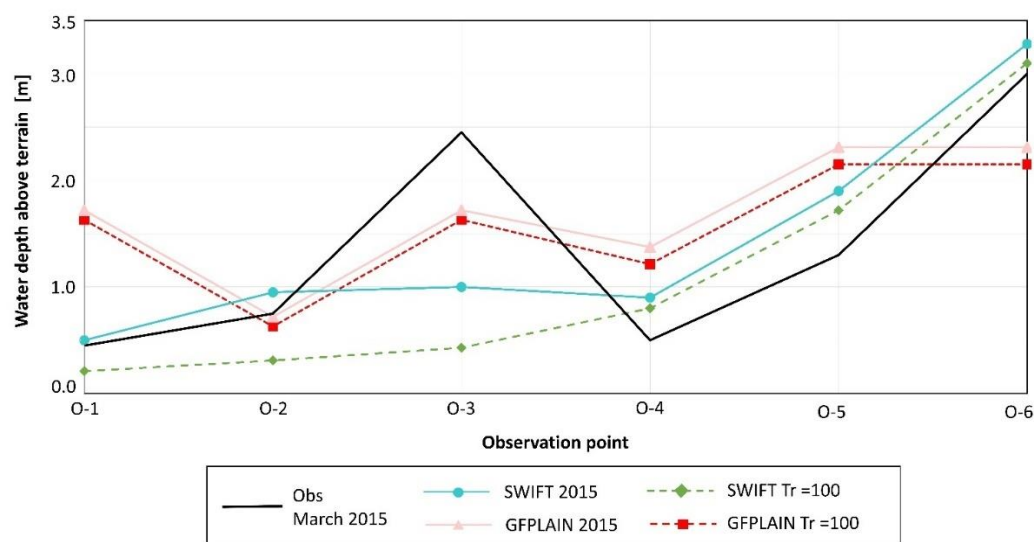 Water depth above terrain [m]
3.5
3.0
2.0
1.0
0.0
O-1 O-2 O-3 O-4 O-5 O-6
Observation point
Obs
March 2015
SWIFT 2015
GFPLAIN 2015
SWIFT Tr =100
GFPLAIN Tr =100